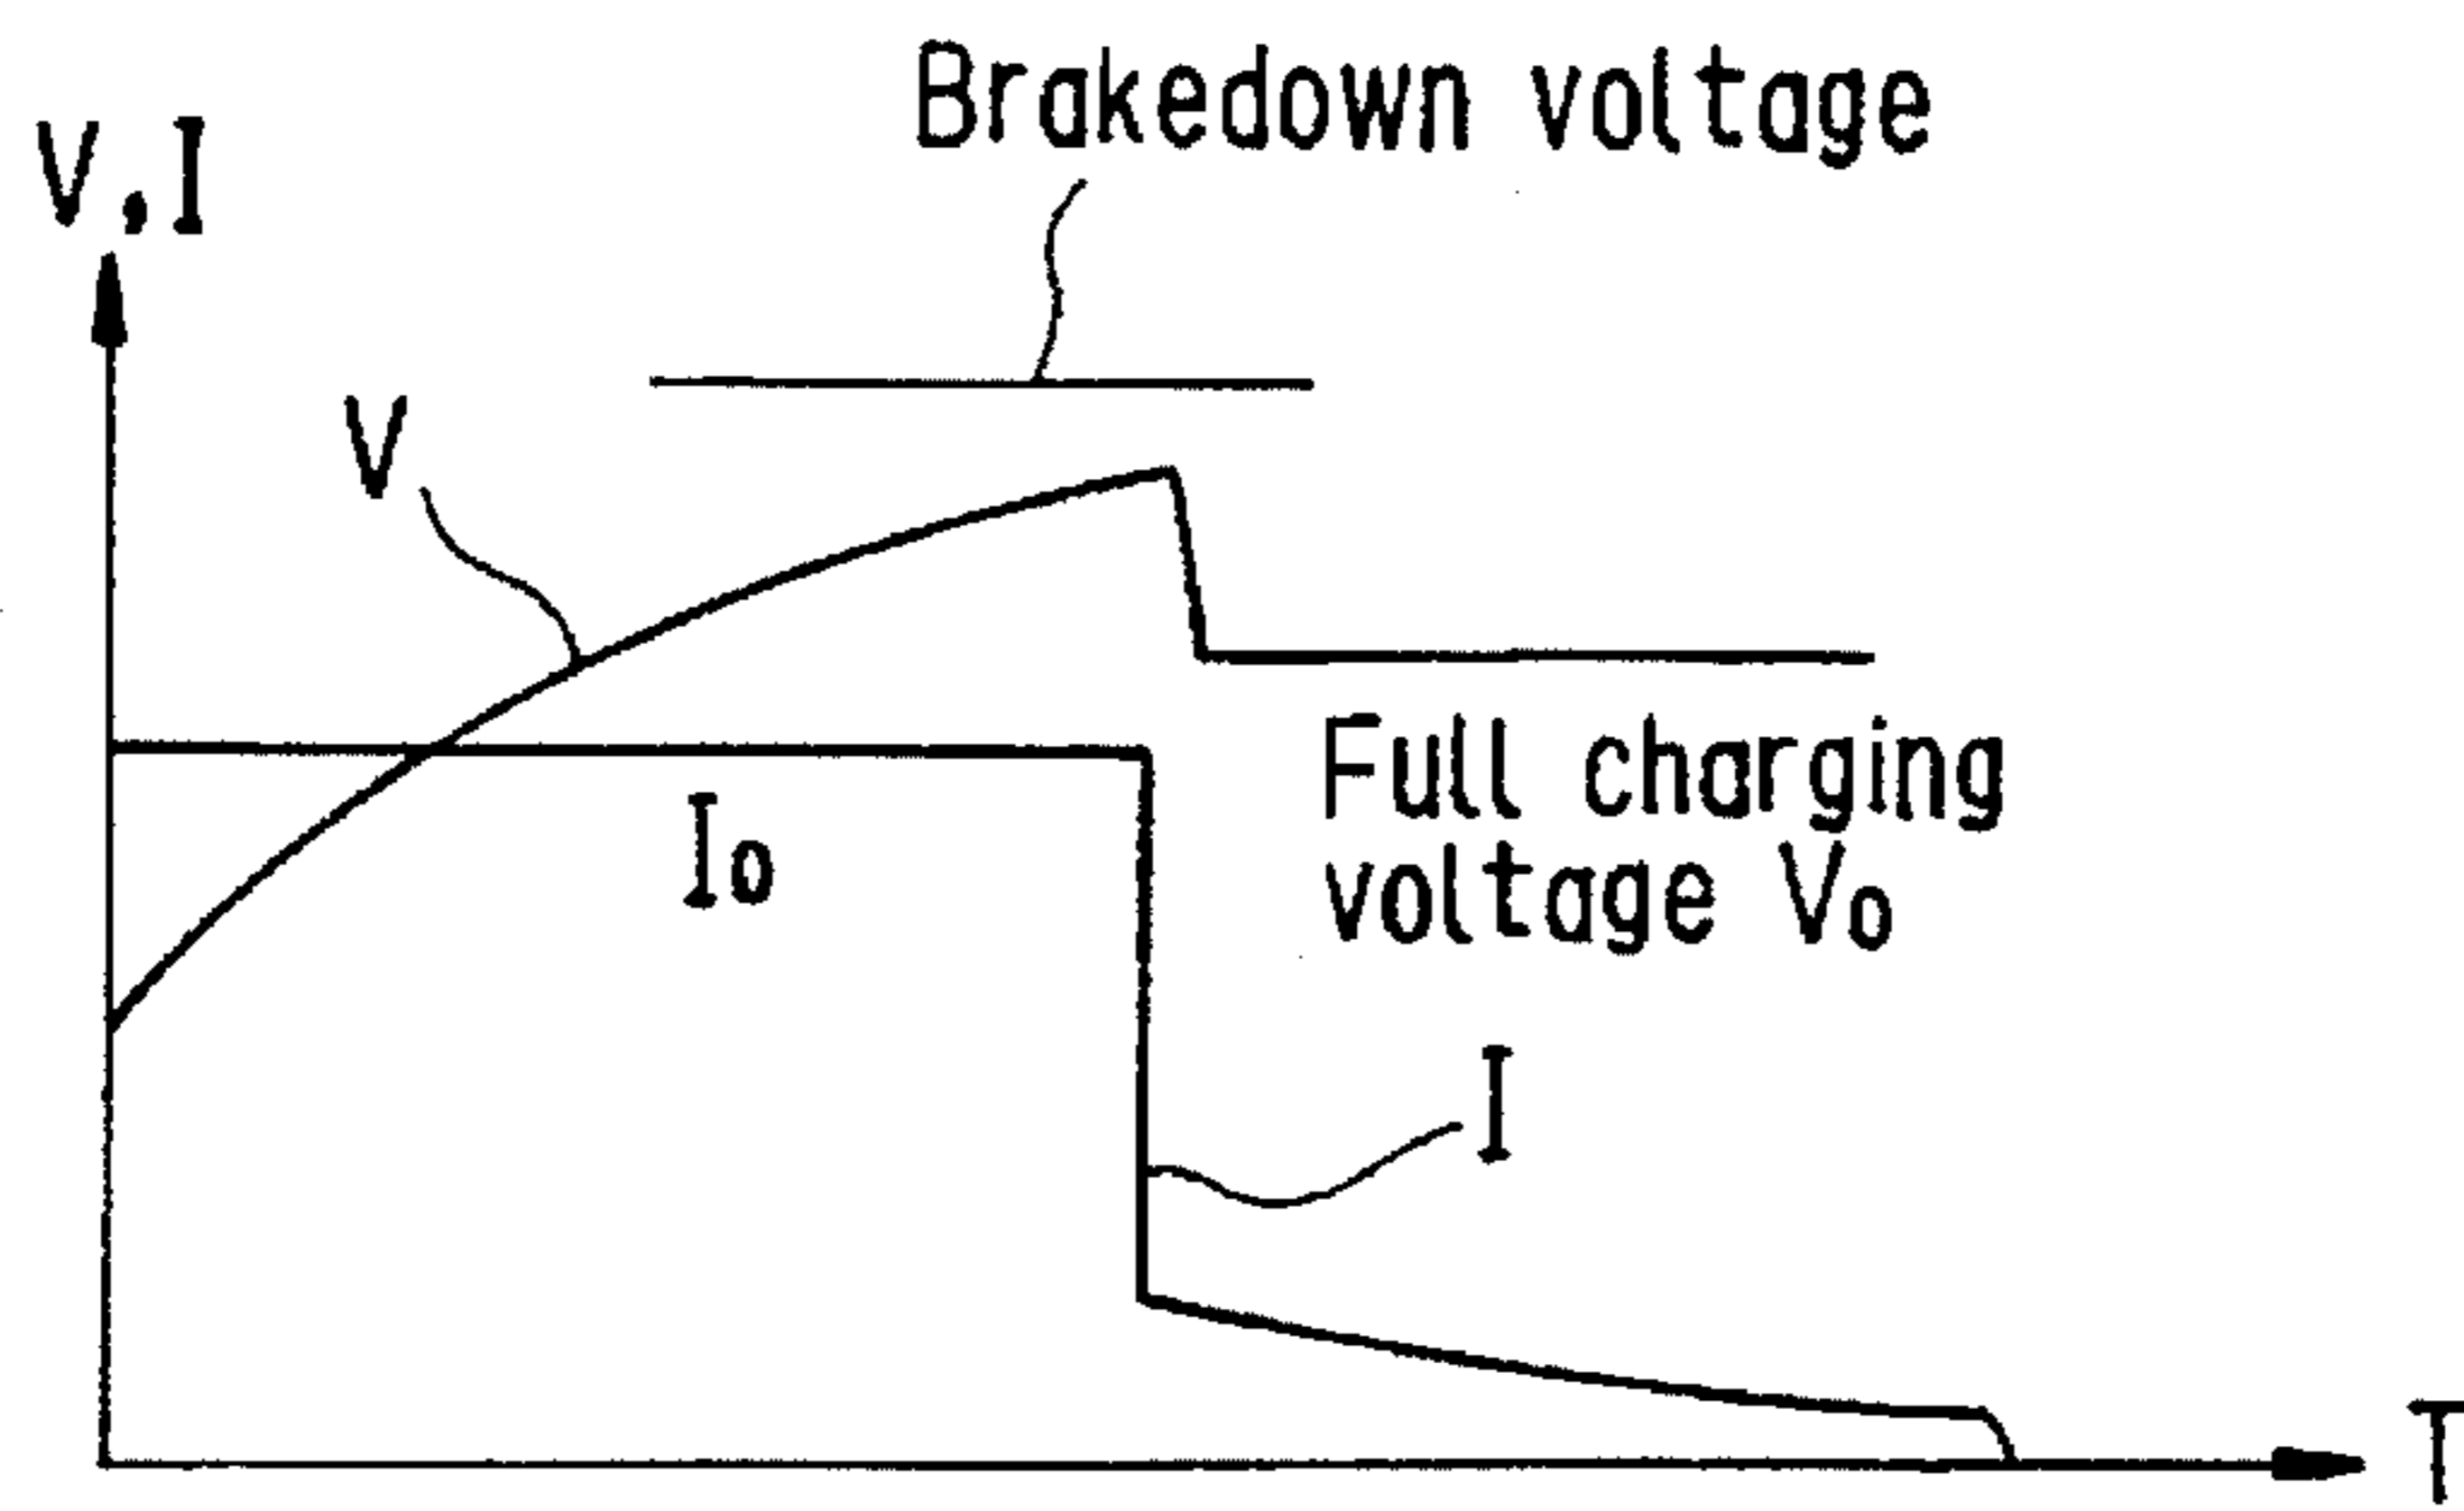 Brakedown voltage
V,I
V
I₀
Full charging
voltage V₀
I
T